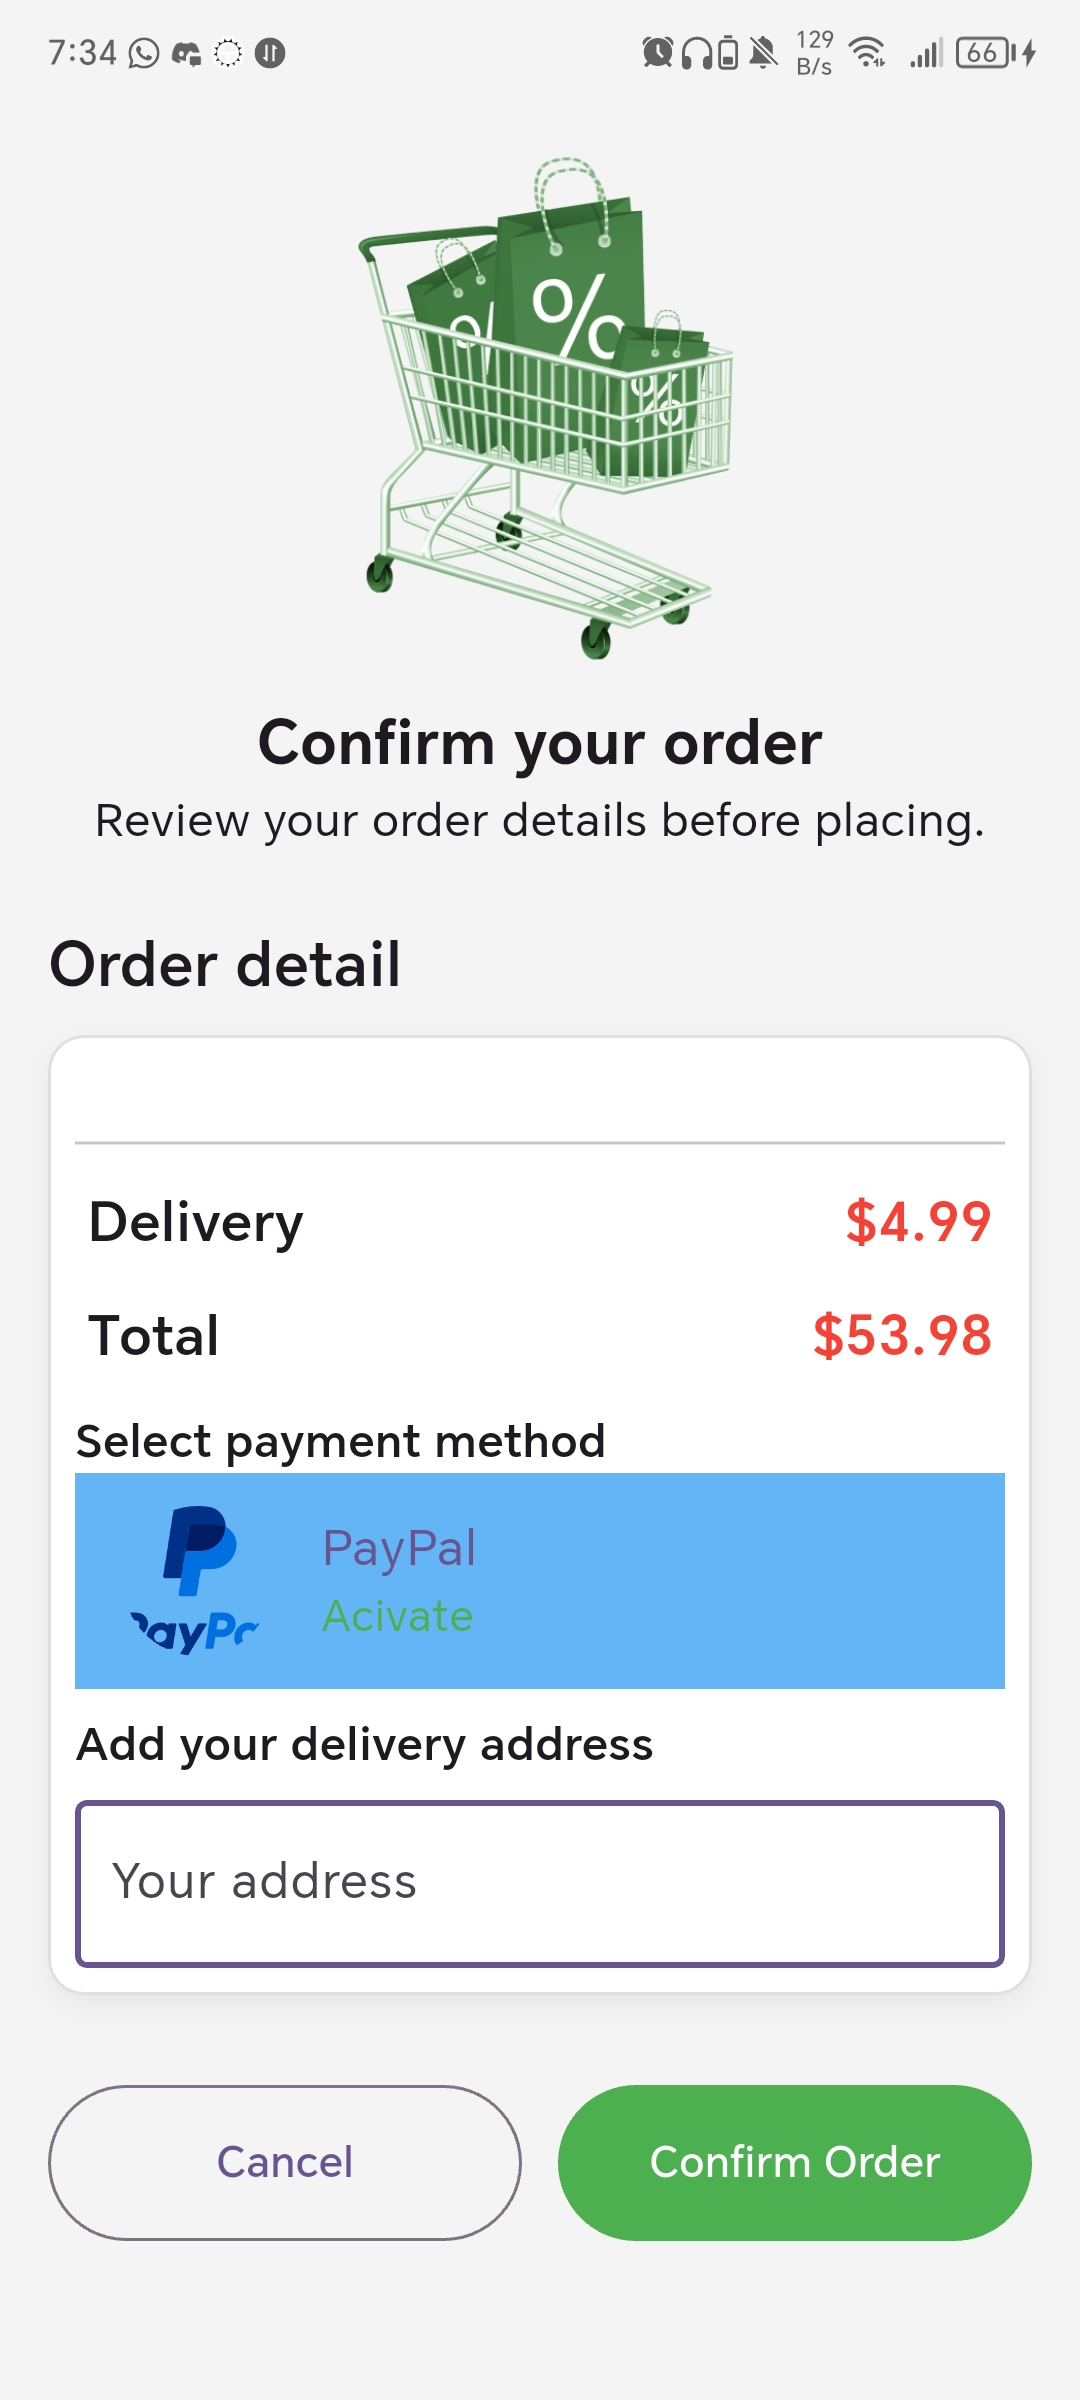 7:34
129
B/s
66
%
%
%
Confirm your order
Review your order details before placing.
Order detail
Delivery $4.99
Total $53.98
Select payment method
PayPal
Acivate
Add your delivery address
Your address
Cancel Confirm Order